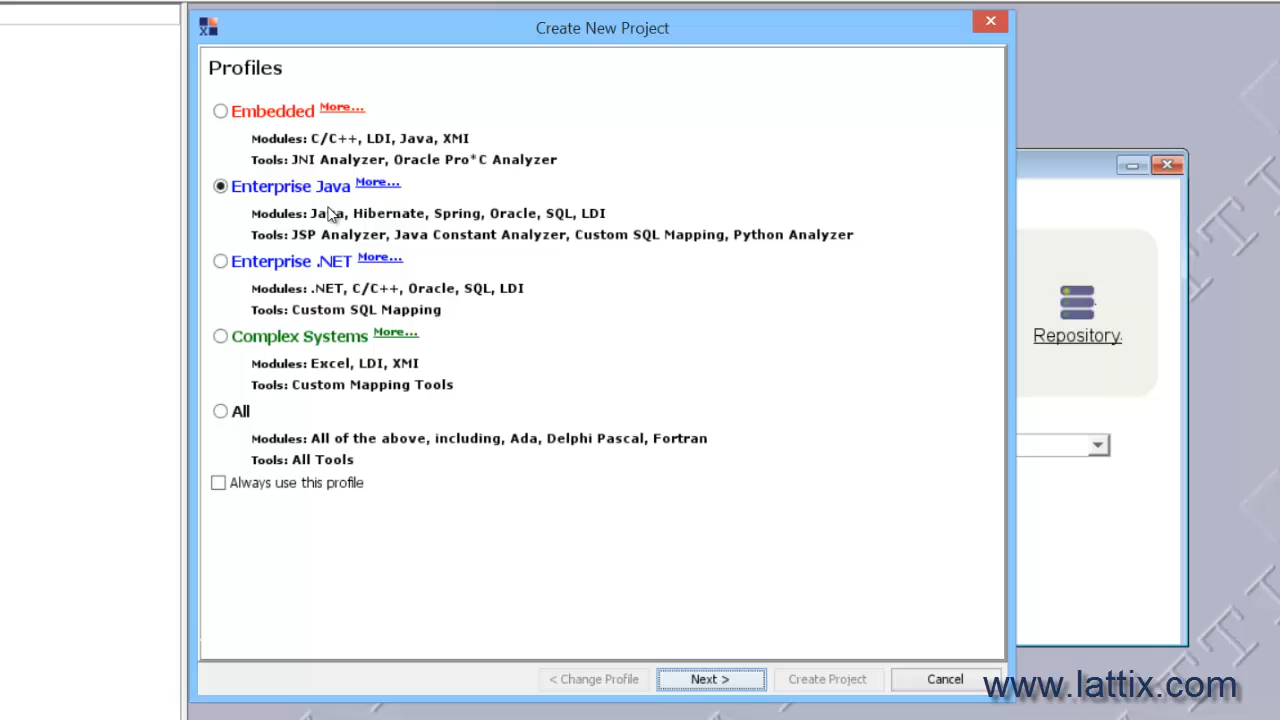 Create New Project
Profiles
Embedded More...
Modules: C/C++, LDI, Java, XMI
Tools: JNI Analyzer, Oracle Pro*C Analyzer
Enterprise Java More...
Modules: Java, Hibernate, Spring, Oracle, SQL, LDI
Tools: JSP Analyzer, Java Constant Analyzer, Custom SQL Mapping, Python Analyzer
Enterprise .NET More...
Modules: .NET, C/C++, Oracle, SQL, LDI
Tools: Custom SQL Mapping
Complex Systems More...
Modules: Excel, LDI, XMI
Tools: Custom Mapping Tools
All
Modules: All of the above, including, Ada, Delphi Pascal, Fortran
Tools: All Tools
Always use this profile
Repository.
< Change Profile Next > Create Project Cancel
www.lattix.com